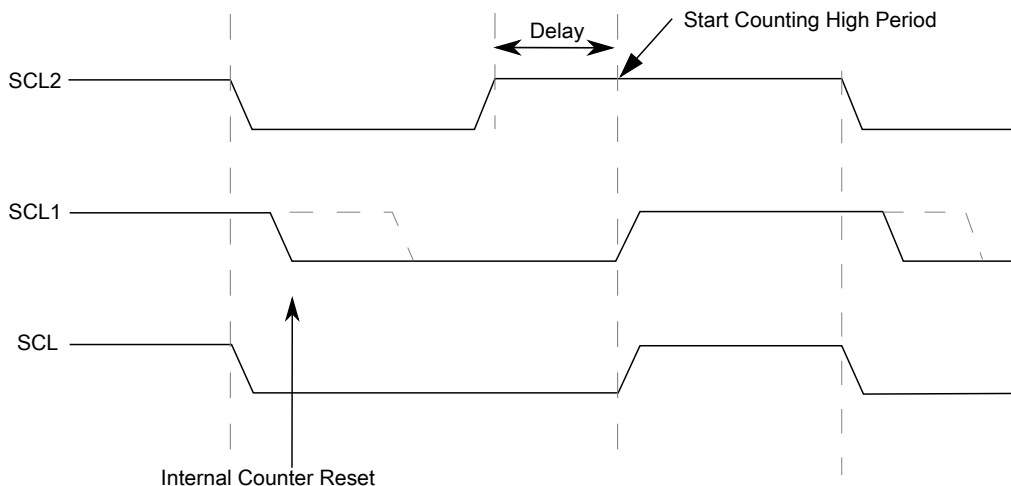 Start Counting High Period
Delay
SCL2
SCL1
SCL
Internal Counter Reset